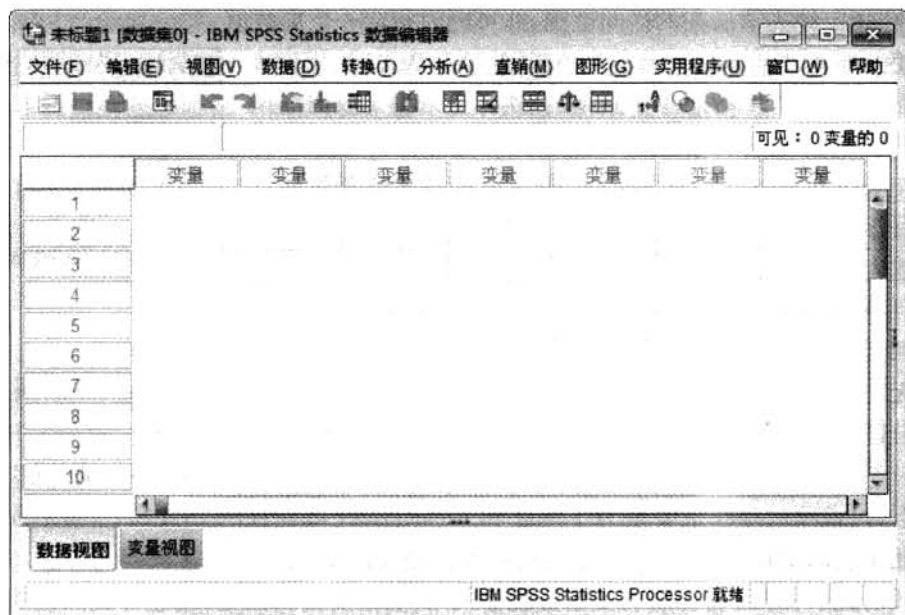 未标题1 [数据集0] - IBM SPSS Statistics 数据编辑器
文件(F) 编辑(E) 视图(V) 数据(D) 转换(T) 分析(A) 直销(M) 图形(G) 实用程序(U) 窗口(W) 帮助
可见：0 变量的 0
变量 变量 变量 变量 变量 变量 变量
1
2
3
4
5
6
7
8
9
10
数据视图 变量视图
IBM SPSS Statistics Processor 就绪